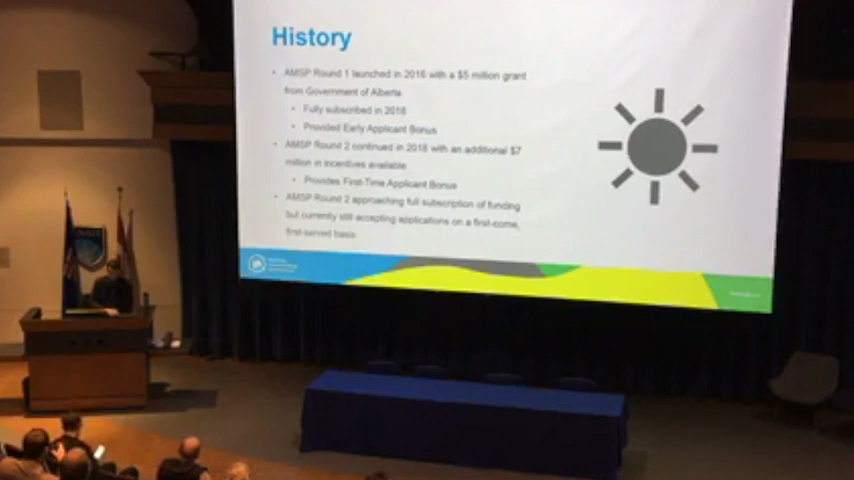 History
• AMSP Round 1 launched in 2016 with a $5 million grant
from Government of Alberta
• Fully subscribed in 2018
• Provided Early Applicant Bonus
• AMSP Round 2 continued in 2018 with an additional $7
million in incentives available
• Provides First-Time Applicant Bonus
• AMSP Round 2 approaching full subscription of funding
but currently still accepting applications on a first-come,
first-served basis
NAIT